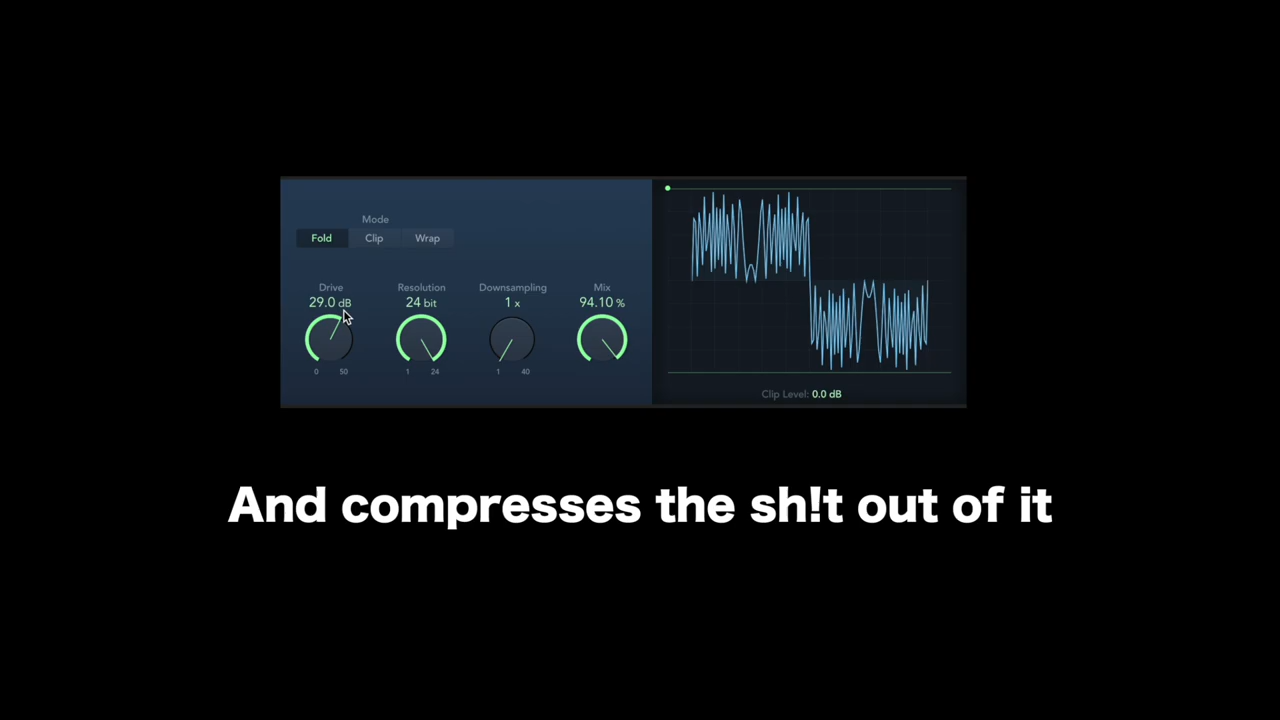 Mode
Fold Clip Wrap
Drive Resolution Downsampling Mix
29.0 dB 24 bit 1 x 94.10 %
0 50 1 24 1 40
Clip Level: 0.0 dB
And compresses the sh!t out of it